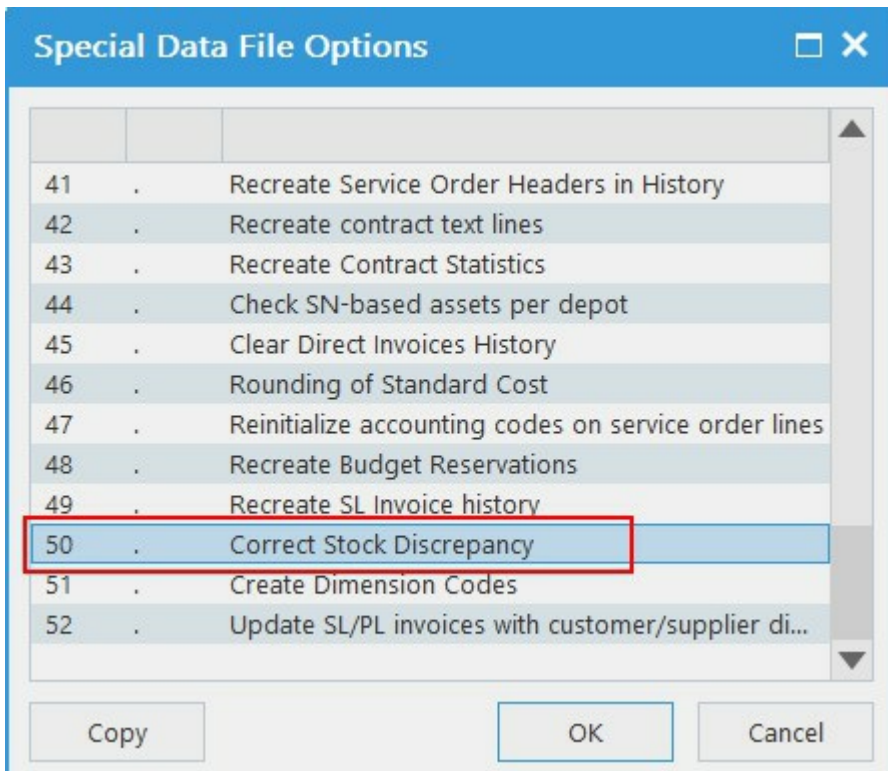 Special Data File Options
41 . Recreate Service Order Headers in History
42 . Recreate contract text lines
43 . Recreate Contract Statistics
44 . Check SN-based assets per depot
45 . Clear Direct Invoices History
46 . Rounding of Standard Cost
47 . Reinitialize accounting codes on service order lines
48 . Recreate Budget Reservations
49 . Recreate SL Invoice history
50 . Correct Stock Discrepancy
51 . Create Dimension Codes
52 . Update SL/PL invoices with customer/supplier di...
Copy OK Cancel